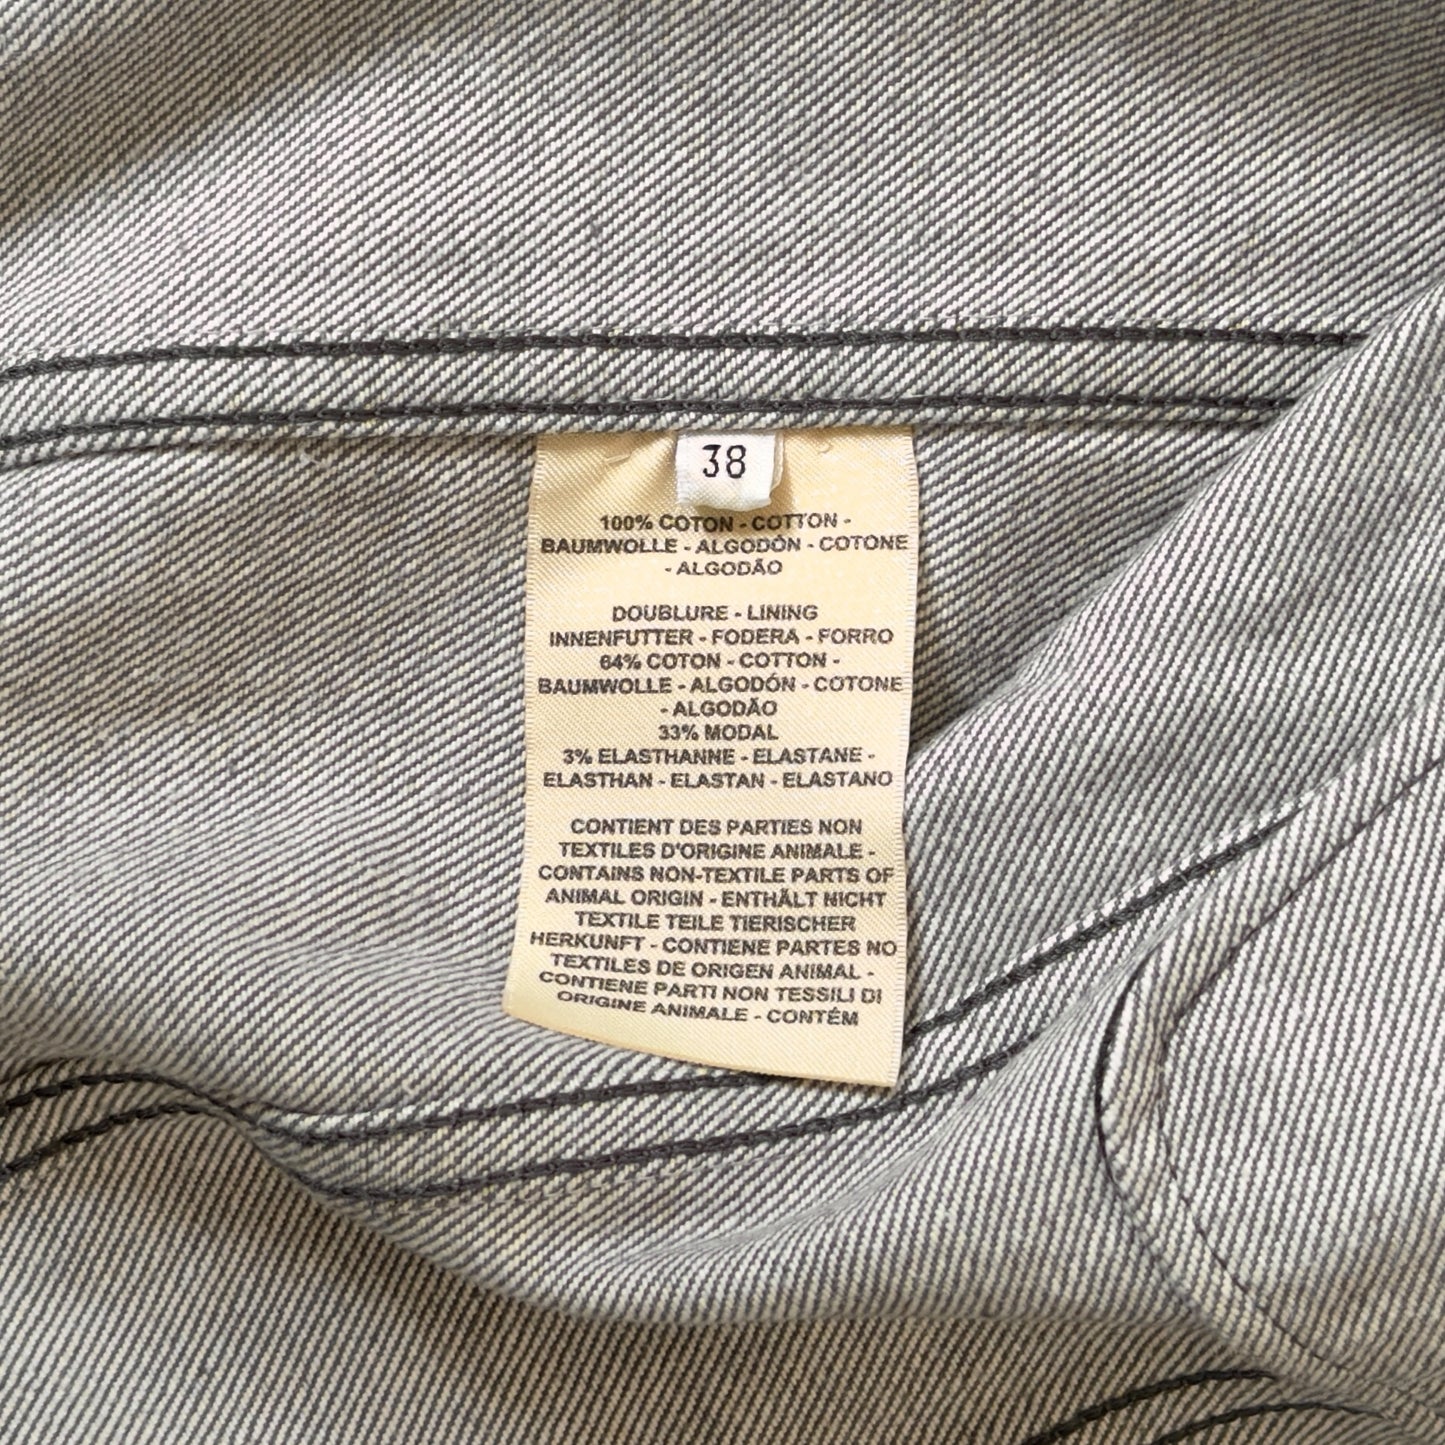 38
100% COTON - COTTON -
BAUMWOLLE - ALGODÓN - COTONE
- ALGODÃO
DOUBLURE - LINING
INNENFUTTER - FODERA - FORRO
64% COTON - COTTON -
BAUMWOLLE - ALGODÓN - COTONE
- ALGODÃO
33% MODAL
3% ELASTHANNE - ELASTANE -
ELASTHAN - ELASTAN - ELASTANO
CONTIENT DES PARTIES NON
TEXTILES D'ORIGINE ANIMALE -
CONTAINS NON-TEXTILE PARTS OF
ANIMAL ORIGIN - ENTHÄLT NICHT
TEXTILE TEILE TIERISCHER
HERKUNFT - CONTIENE PARTES NO
TEXTILES DE ORIGEN ANIMAL -
CONTIENE PARTI NON TESSILI DI
ORIGINE ANIMALE - CONTÉM